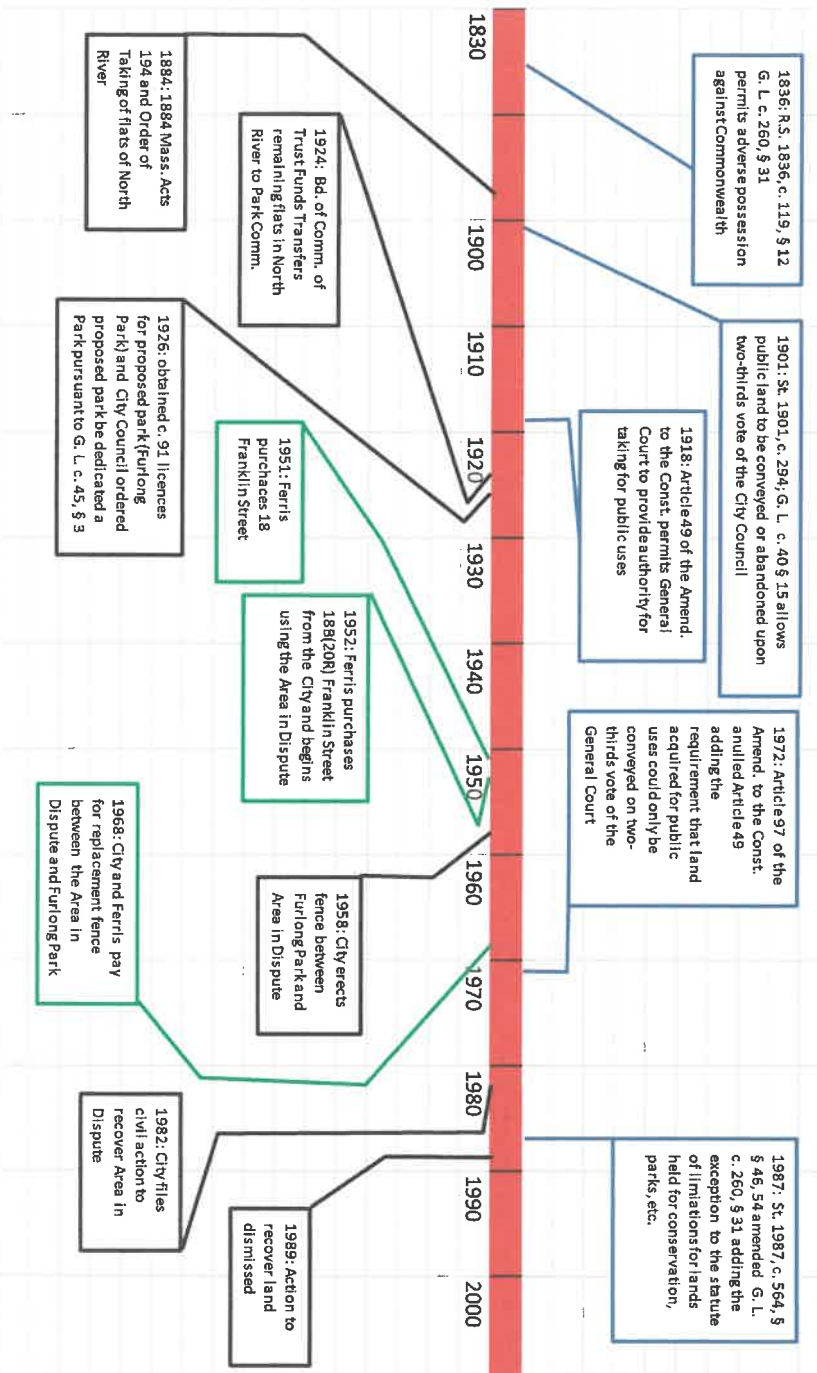 1836: R.S. 1836, c. 119, § 12
G. L. c. 260, § 31
permits adverse possession
against Commonwealth
1901: St. 1901, c. 294; G. L. c. 40 § 15 allows
public land to be conveyed or abandoned upon
two-thirds vote of the City Council
1918: Article 49 of the Amend.
to the Const. permits General
Court to provide authority for
taking for public uses
1972: Article 97 of the
Amend. to the Const.
anulled Article 49
adding the
requirement that land
acquired for public
uses could only be
conveyed on two-
thirds vote of the
General Court
1987: St. 1987, c. 564, §
§ 46, 54 amended G. L.
c. 260, § 31 adding the
exception to the statute
of limiations for lands
held for conservation,
parks, etc.
1830
1900
1910
1920
1930
1940
1950
1960
1970
1980
1990
2000
1884: 1884 Mass. Acts
194 and Order of
Taking of flats of North
River
1924: Bd. of Comm. of
Trust Funds Transfers
remaining flats in North
River to Park Comm.
1926: obtained c. 91 licences
for proposed park (Furlong
Park) and City Council ordered
proposed park be dedicated a
Park pursuant to G. L. c. 45, § 3
1951: Ferris
purchaces 18
Franklin Street
1952: Ferris purchases
18B(20R) Franklin Street
from the City and begins
using the Area in Dispute
1958: City erects
fence between
Furlong Park and
Area in Dispute
1968: City and Ferris pay
for replacement fence
between the Area in
Dispute and Furlong Park
1982: City files
civil action to
recover Area in
Dispute
1989: Action to
recover land
dismissed